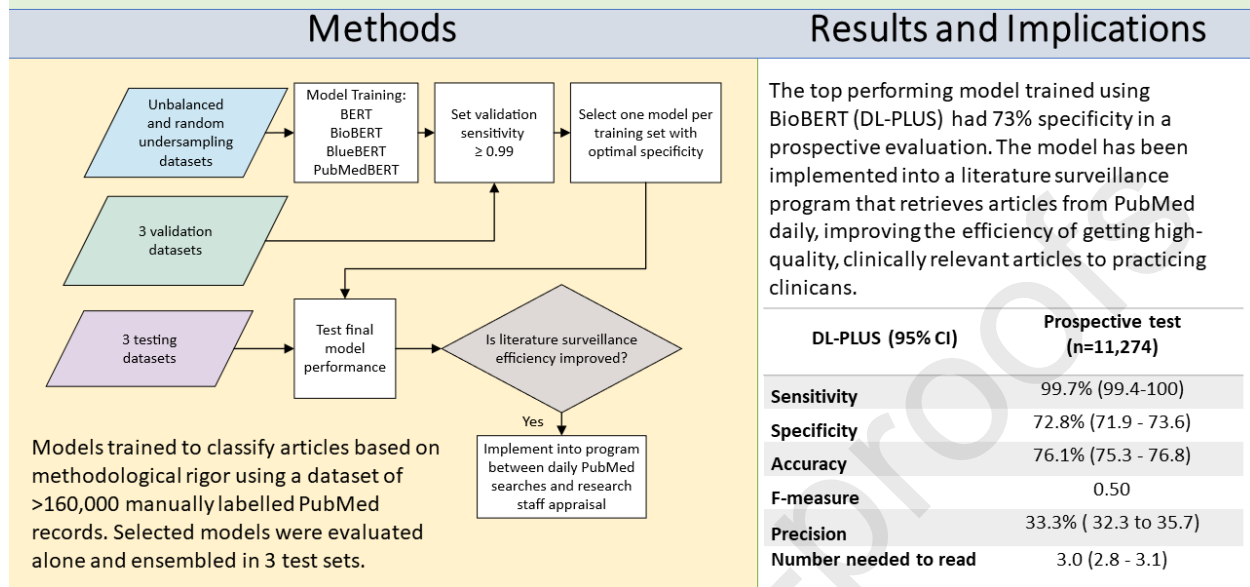 Methods
Unbalanced
and random
undersampling
datasets
Model Training:
BERT
BioBERT
BlueBERT
PubMedBERT
Set validation
sensitivity
≥ 0.99
Select one model per
training set with
optimal specificity
3 validation
datasets
3 testing
datasets
Test final
model
performance
Is literature surveillance
efficiency improved?
Yes
Implement into program
between daily PubMed
searches and research
staff appraisal
Models trained to classify articles based on
methodological rigor using a dataset of
>160,000 manually labelled PubMed
records. Selected models were evaluated
alone and ensembled in 3 test sets.
Results and Implications
The top performing model trained using
BioBERT (DL-PLUS) had 73% specificity in a
prospective evaluation. The model has been
implemented into a literature surveillance
program that retrieves articles from PubMed
daily, improving the efficiency of getting high-
quality, clinically relevant articles to practicing
clinicans.
DL-PLUS (95% CI) Prospective test
(n=11,274)
Sensitivity 99.7% (99.4-100)
Specificity 72.8% (71.9 - 73.6)
Accuracy 76.1% (75.3 - 76.8)
F-measure 0.50
Precision 33.3% ( 32.3 to 35.7)
Number needed to read 3.0 (2.8 - 3.1)
rproofs